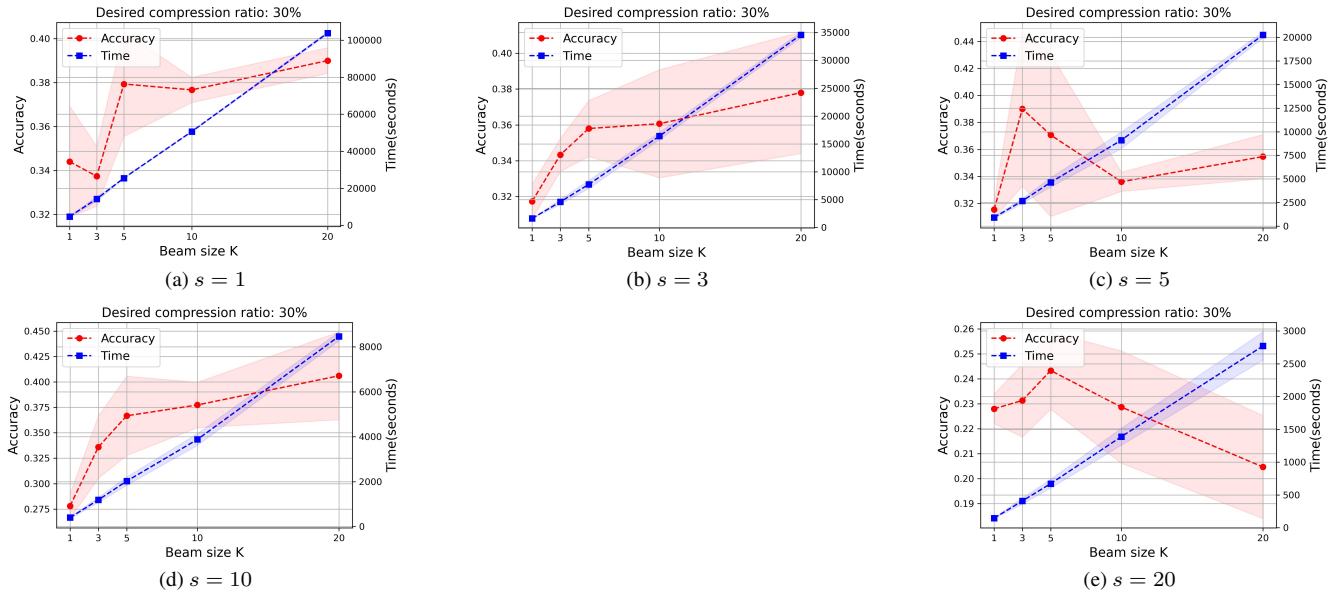 Desired compression ratio: 30%
Accuracy
Time
0.40
0.38
0.36
0.34
0.32
100000
80000
60000
40000
20000
0
Accuracy
Time(seconds)
1 3 5 10 20
Beam size K
(a) s = 1
Desired compression ratio: 30%
Accuracy
Time
0.40
0.38
0.36
0.34
0.32
35000
30000
25000
20000
15000
10000
5000
0
Accuracy
Time(seconds)
1 3 5 10 20
Beam size K
(b) s = 3
Desired compression ratio: 30%
Accuracy
Time
0.44
0.42
0.40
0.38
0.36
0.34
0.32
20000
17500
15000
12500
10000
7500
5000
2500
0
Accuracy
Time(seconds)
1 3 5 10 20
Beam size K
(c) s = 5
Desired compression ratio: 30%
Accuracy
Time
0.450
0.425
0.400
0.375
0.350
0.325
0.300
0.275
8000
6000
4000
2000
0
Accuracy
Time(seconds)
1 3 5 10 20
Beam size K
(d) s = 10
Desired compression ratio: 30%
Accuracy
Time
0.26
0.25
0.24
0.23
0.22
0.21
0.20
0.19
3000
2500
2000
1500
1000
500
0
Accuracy
Time(seconds)
1 3 5 10 20
Beam size K
(e) s = 20